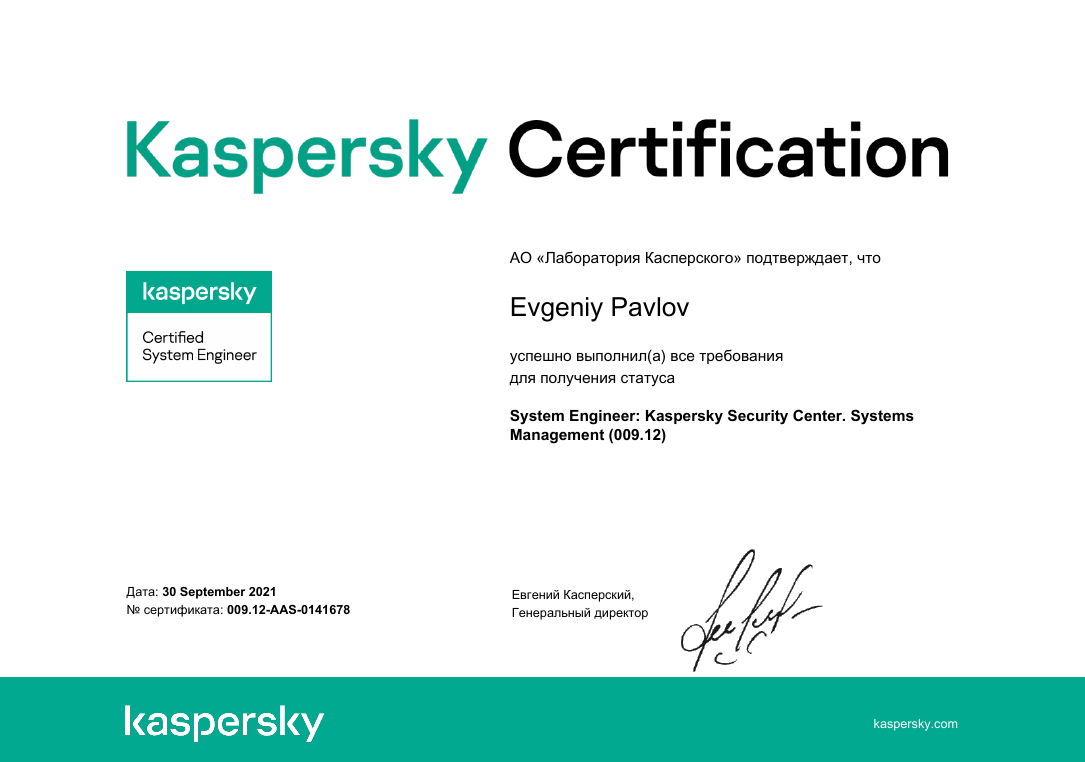 Kaspersky Certification
kaspersky
Certified
System Engineer
АО «Лаборатория Касперского» подтверждает, что
Evgeniy Pavlov
успешно выполнил(а) все требования
для получения статуса
System Engineer: Kaspersky Security Center. Systems
Management (009.12)
Дата: 30 September 2021
№ сертификата: 009.12-AAS-0141678
Евгений Касперский,
Генеральный директор
kaspersky
kaspersky.com